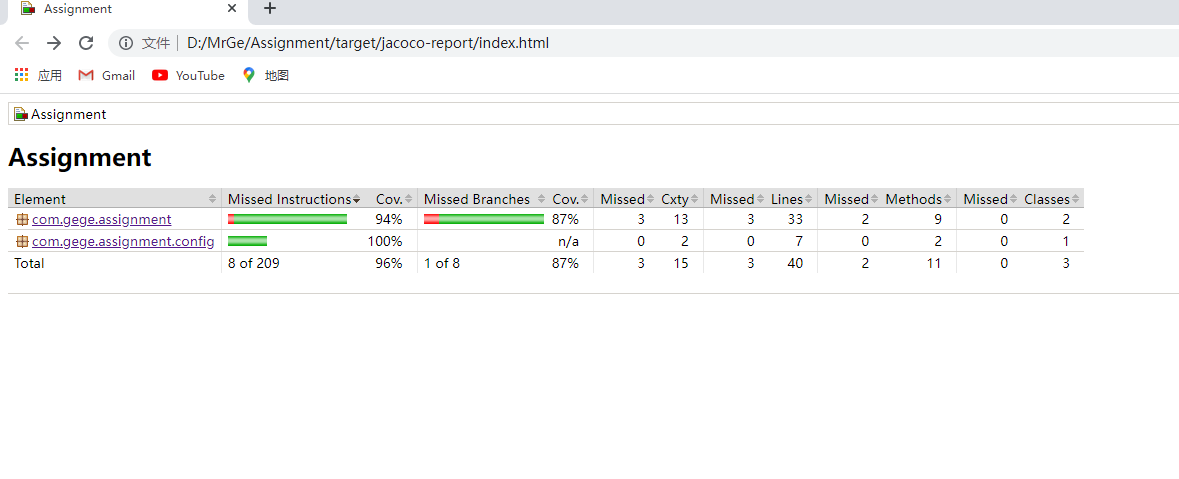 Assignment
文件 D:/MrGe/Assignment/target/jacoco-report/index.html
应用 Gmail YouTube 地图
Assignment
Assignment
Element Missed Instructions Cov. Missed Branches Cov. Missed Cxty Missed Lines Missed Methods Missed Classes
com.gege.assignment 94% 87% 3 13 3 33 2 9 0 2
com.gege.assignment.config 100% n/a 0 2 0 7 0 2 0 1
Total 8 of 209 96% 1 of 8 87% 3 15 3 40 2 11 0 3